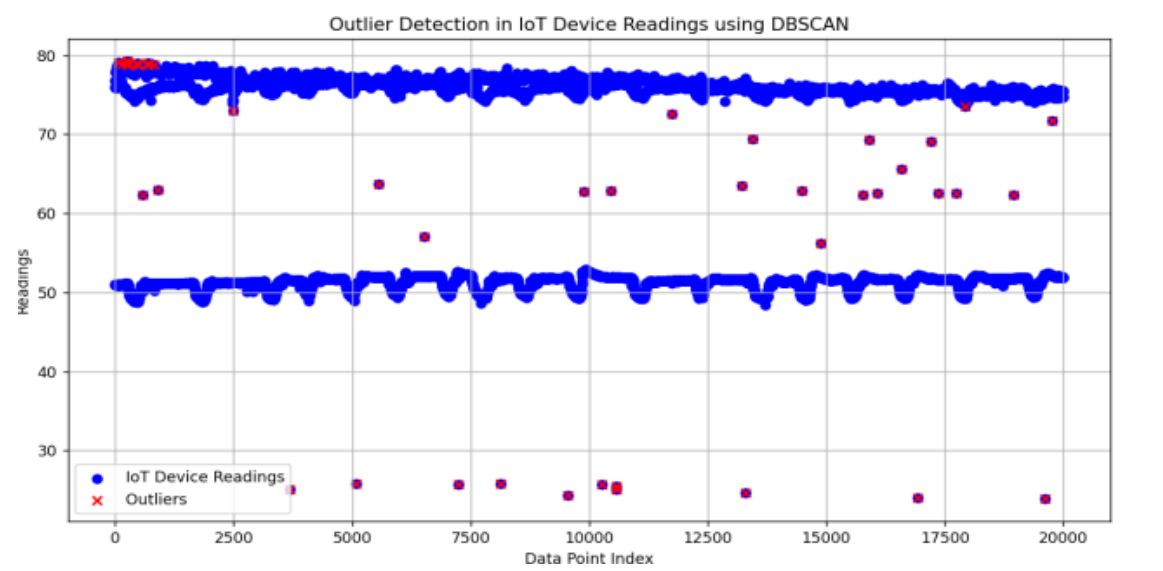 Outlier Detection in IoT Device Readings using DBSCAN
80
70
60
50
40
30
Readings
IoT Device Readings
Outliers
0 2500 5000 7500 10000 12500 15000 17500 20000
Data Point Index